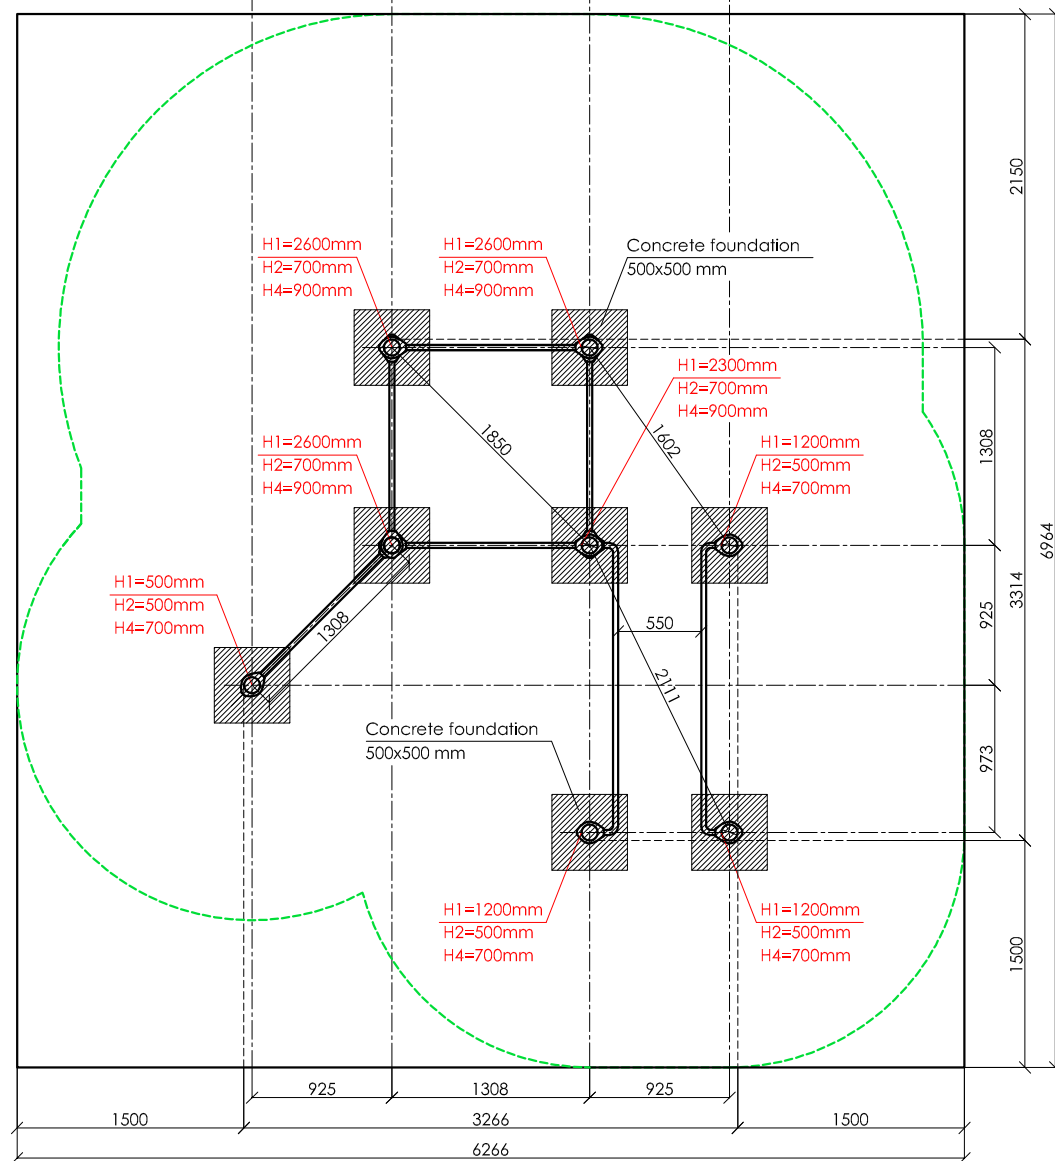 2150
H1=2600mm
H2=700mm
H4=900mm
H1=2600mm
H2=700mm
H4=900mm
Concrete foundation
500x500 mm
H1=2300mm
H2=700mm
H4=900mm
1850
1602
1308
H1=2600mm
H2=700mm
H4=900mm
H1=1200mm
H2=500mm
H4=700mm
6964
H1=500mm
H2=500mm
H4=700mm
1308
550
925
3314
2111
Concrete foundation
500x500 mm
973
H1=1200mm
H2=500mm
H4=700mm
H1=1200mm
H2=500mm
H4=700mm
1500
925
1308
925
1500
3266
1500
6266